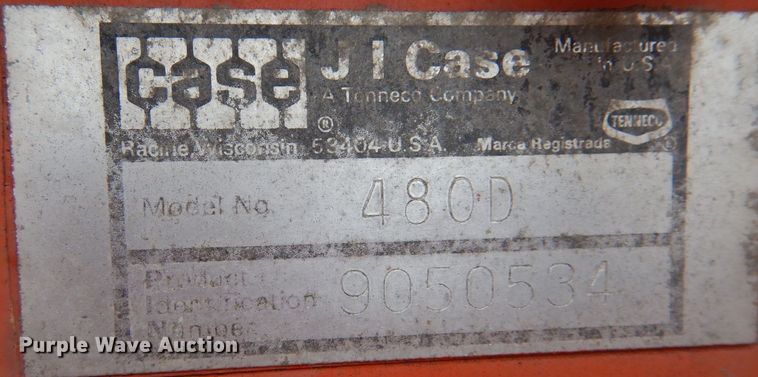 case
J I Case
Manufactured
in U S A
A Tenneco Company
®
TENNECO
Racine, Wisconsin 53404 U.S.A.
Marca Registrada
®
Model No.
480D
Product
Identification
Number
9050534
Purple Wave Auction